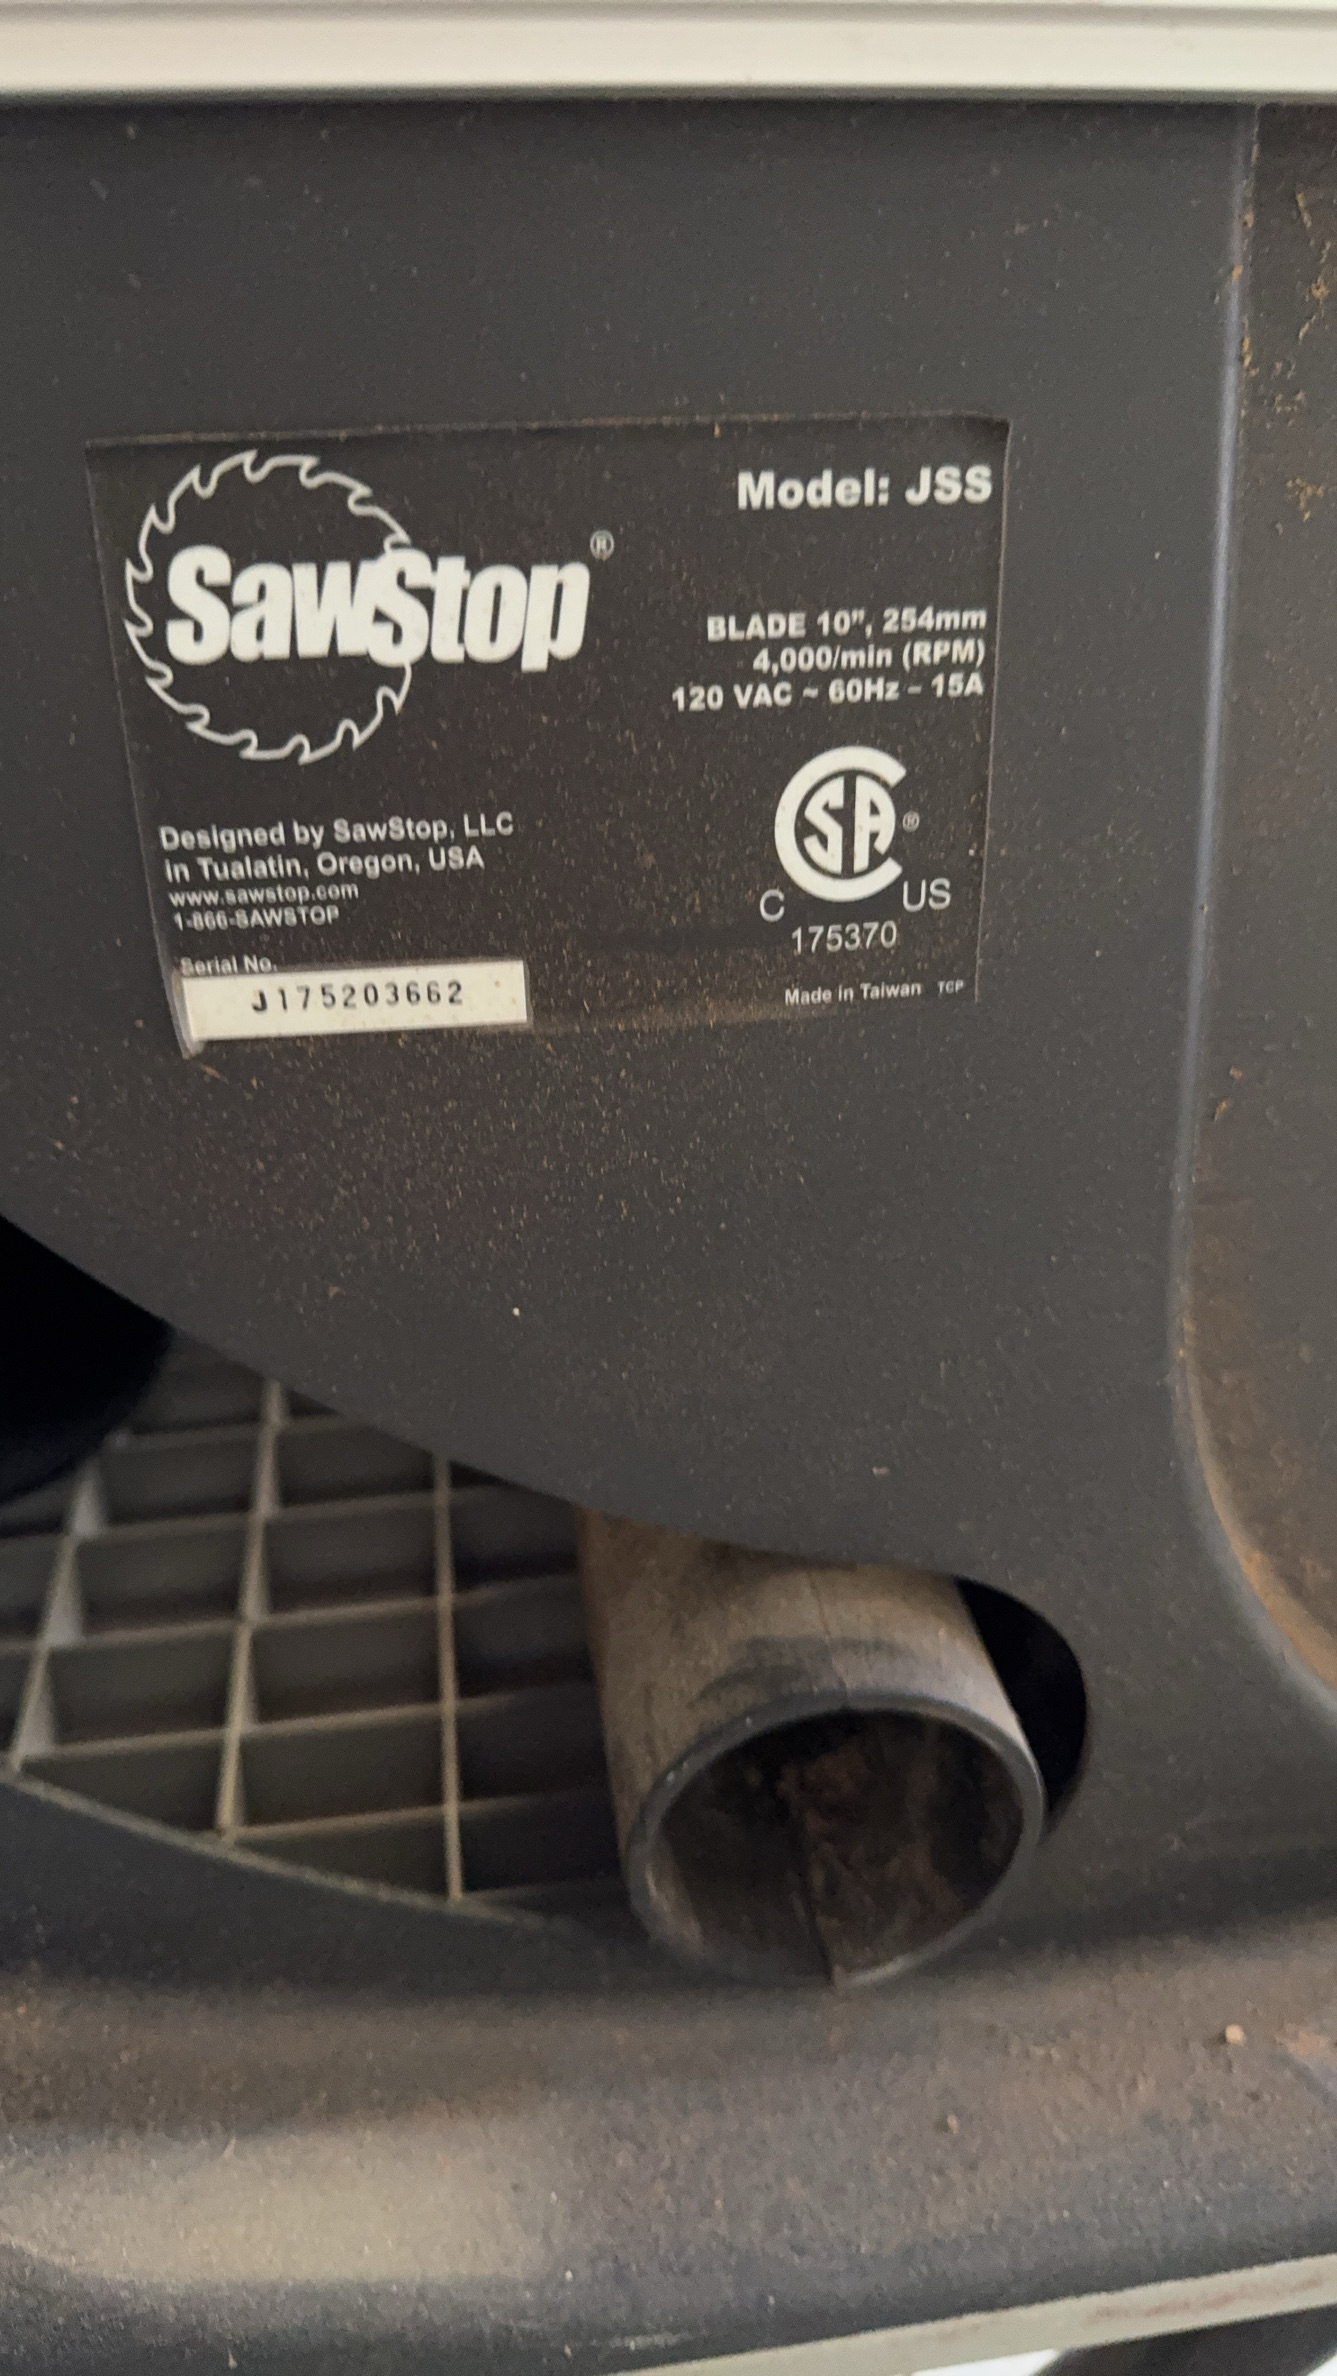 SawStop®
Model: JSS
BLADE 10", 254mm
4,000/min (RPM)
120 VAC ~ 60Hz – 15A
Designed by SawStop, LLC
in Tualatin, Oregon, USA
www.sawstop.com
1-866-SAWSTOP
Serial No.
J175203662
CSA®
C US
175370
Made in Taiwan TCP